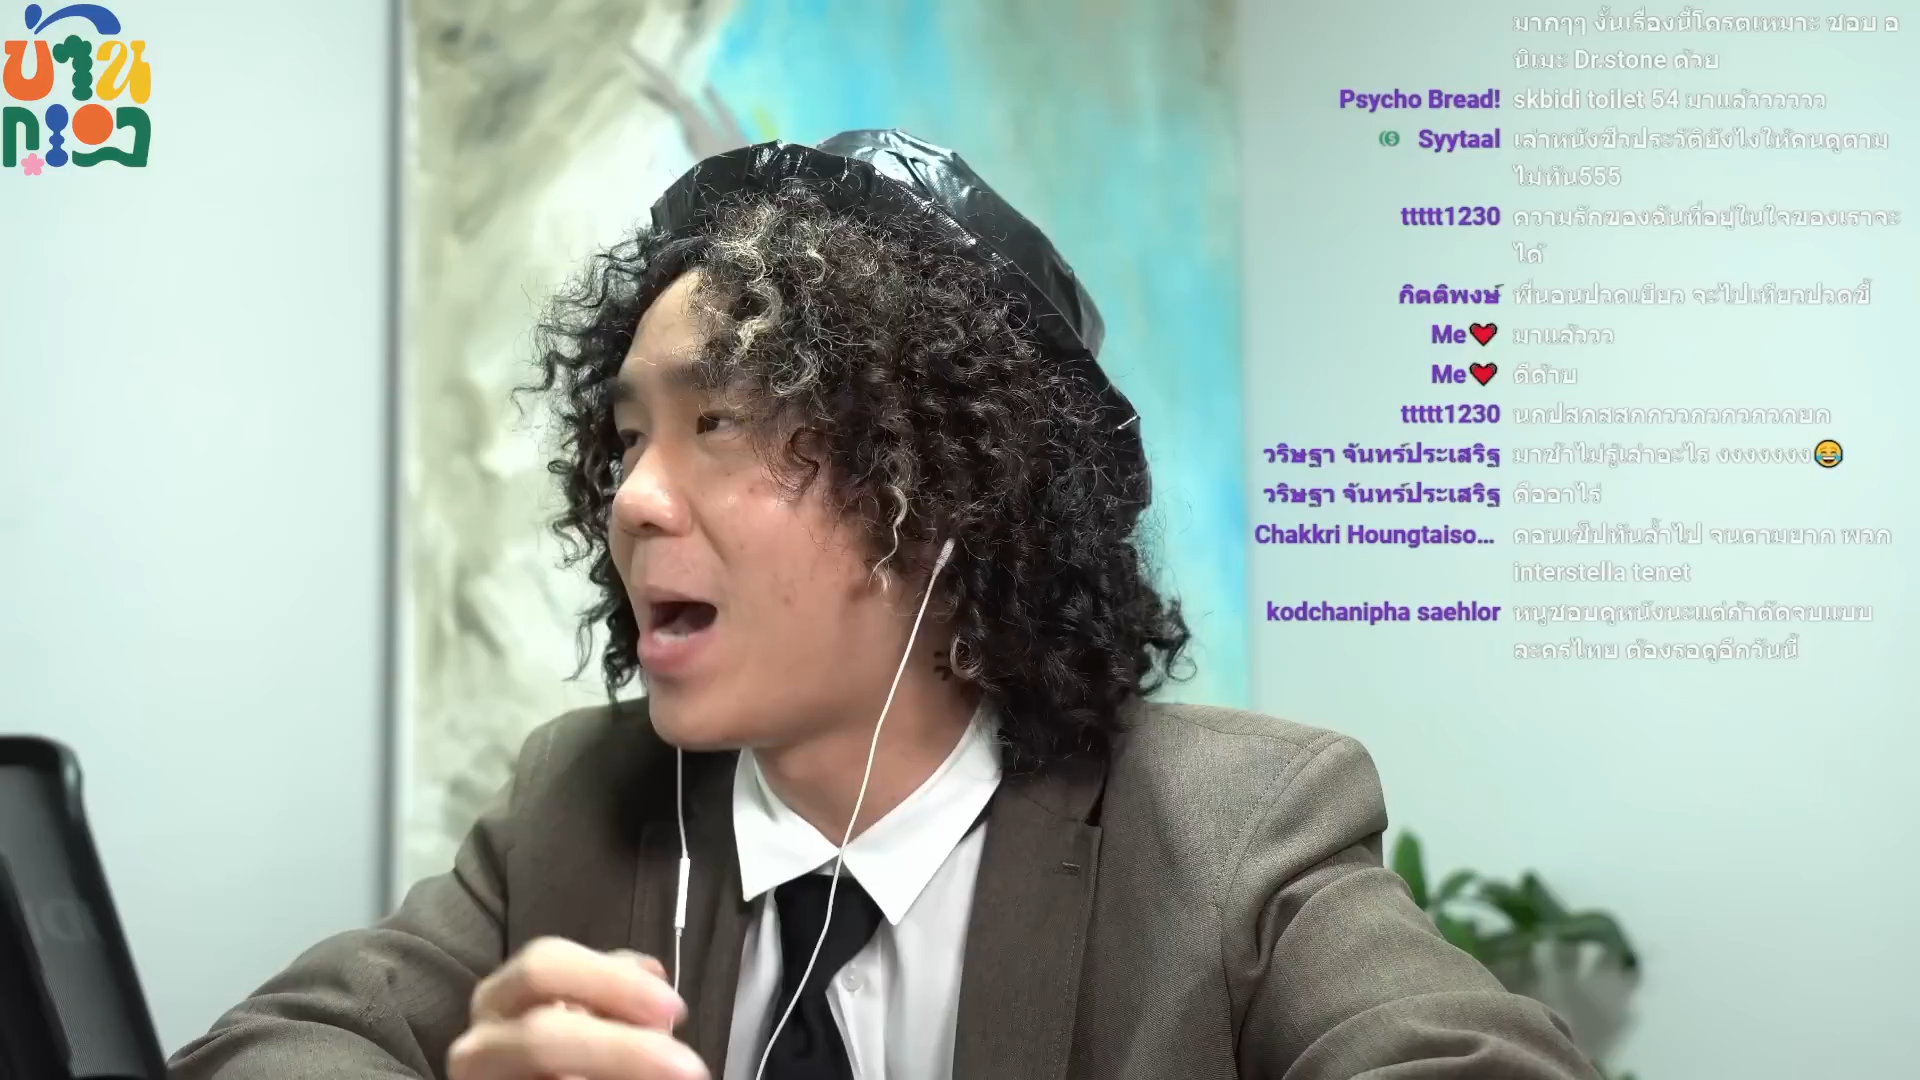 บ้าน
กูเอง
มากๆๆ งั้นเรื่องนี้โครตเหมาะ ชอบ อ
นิเมะ Dr.stone ด้วย
Psycho Bread! skbidi toilet 54 มาแล้วววววว
Syytaal เล่าหนังชีวประวัติยังไงให้คนดูตาม
ไม่ทัน555
ttttt1230 ความรักของฉันที่อยู่ในใจของเราจะ
ได้
กิตติพงษ์ พี่นอนปวดเยียว จะไปเทียวปวดขี้
Me มาแล้ววว
Me ดีด้าบ
ttttt1230 นกปสกสสกกววกวกวกวกยก
วริษฐา จันทร์ประเสริฐ มาช้าไม่รู้เล่าอะไร งงงงงงง😂
วริษฐา จันทร์ประเสริฐ คืออาไร่
Chakkri Houngtaiso... คอนเซ็ปทันล้ำไป จนตามยาก พวก
interstella tenet
kodchanipha saehlor หนูชอบดูหนังนะแต่ถ้าตัดจบแบบ
ละครไทย ต้องรอดูอีกวันนี้